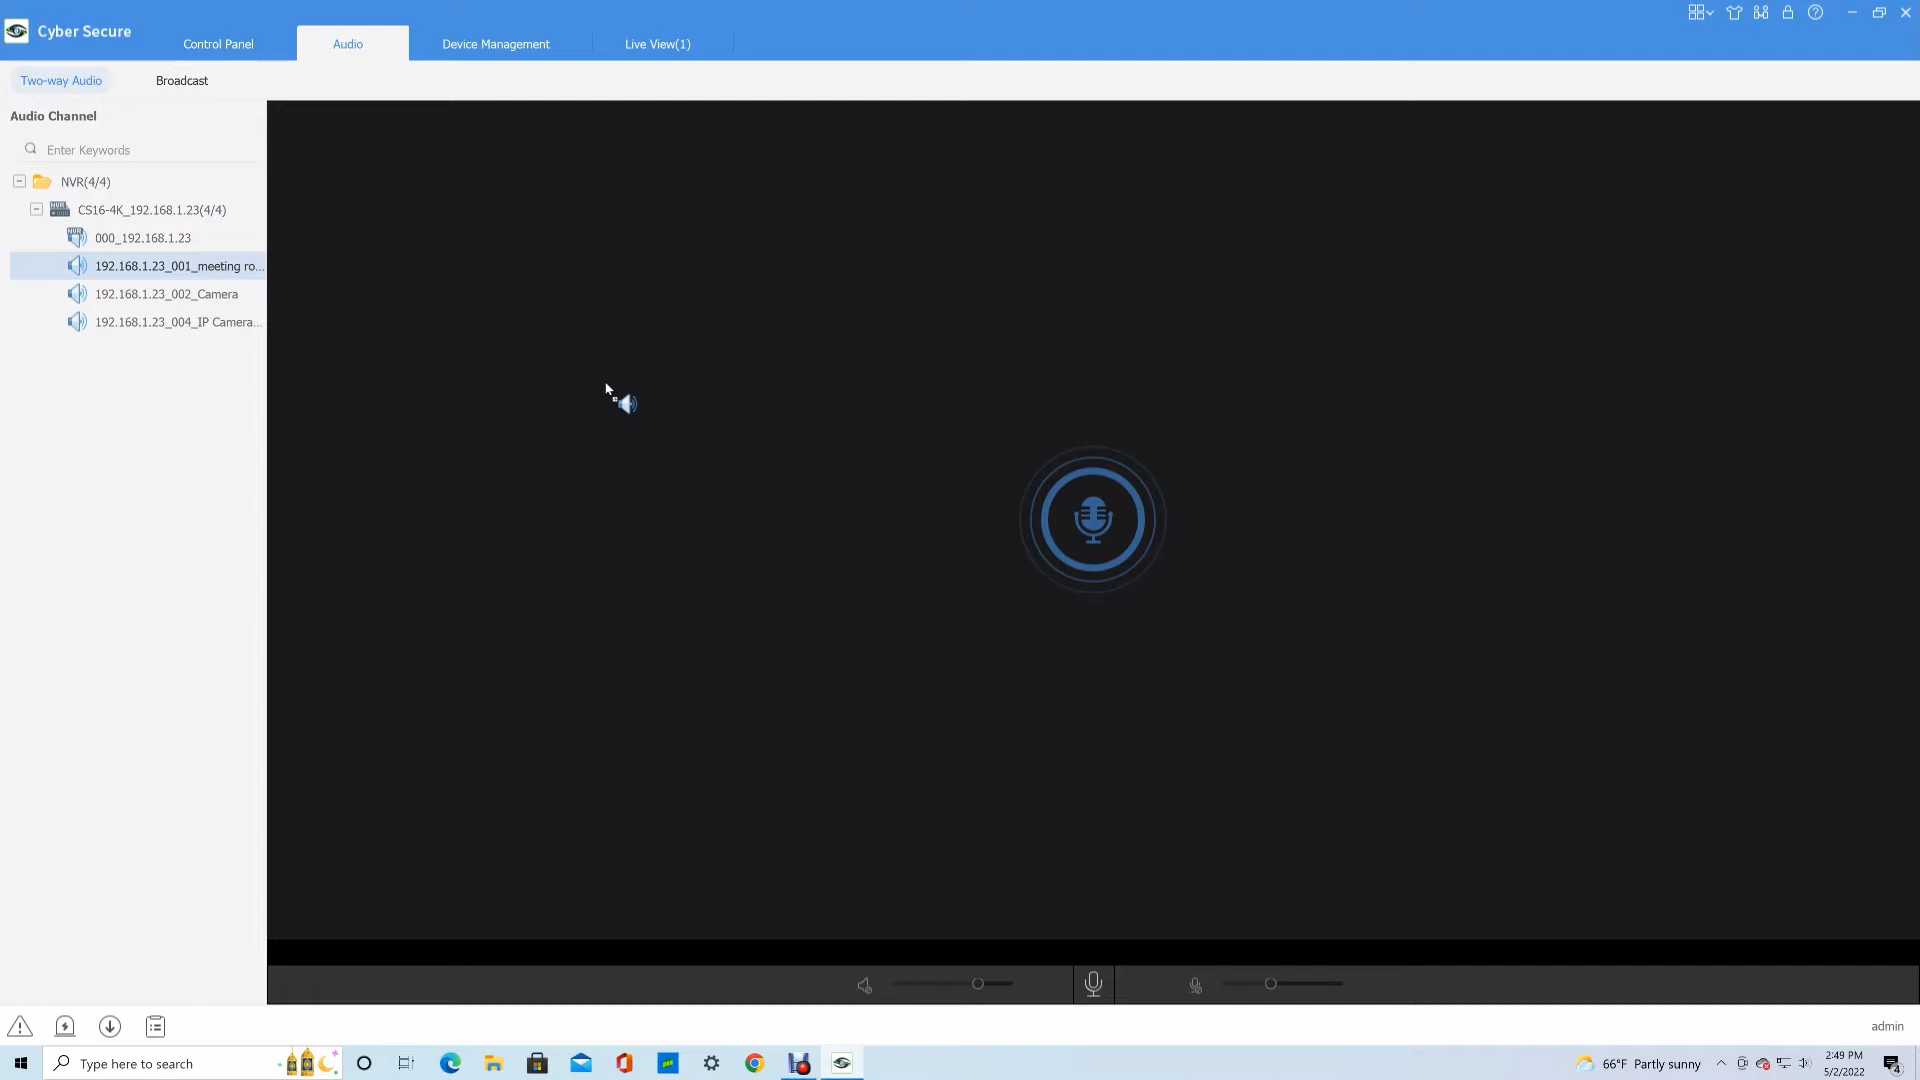 Cyber Secure
Control Panel
Audio
Device Management
Live View(1)
Two-way Audio
Broadcast
Audio Channel
Enter Keywords
NVR(4/4)
CS16-4K_192.168.1.23(4/4)
000_192.168.1.23
192.168.1.23_001_meeting ro...
192.168.1.23_002_Camera
192.168.1.23_004_IP Camera...
admin
Type here to search
66°F Partly sunny
2:49 PM
5/2/2022
4